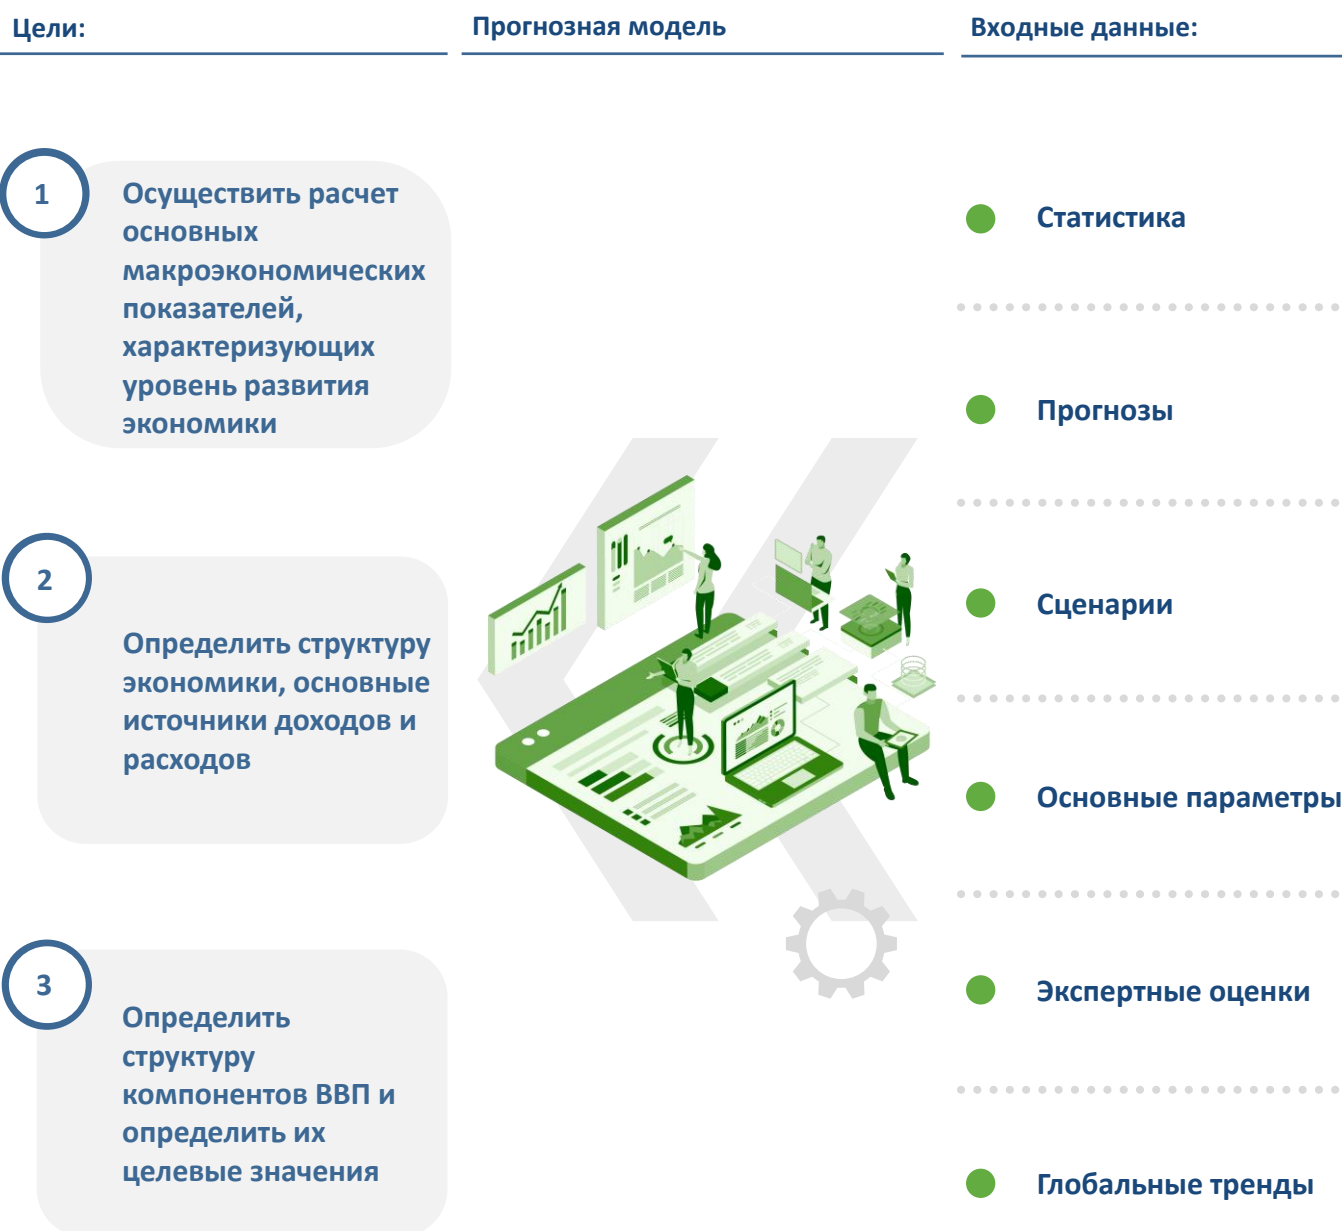 Цели:
Прогнозная модель
Входные данные:
1
Осуществить расчет
основных
макроэкономических
показателей,
характеризующих
уровень развития
экономики
2
Определить структуру
экономики, основные
источники доходов и
расходов
3
Определить
структуру
компонентов ВВП и
определить их
целевые значения
Статистика
Прогнозы
Сценарии
Основные параметры
Экспертные оценки
Глобальные тренды